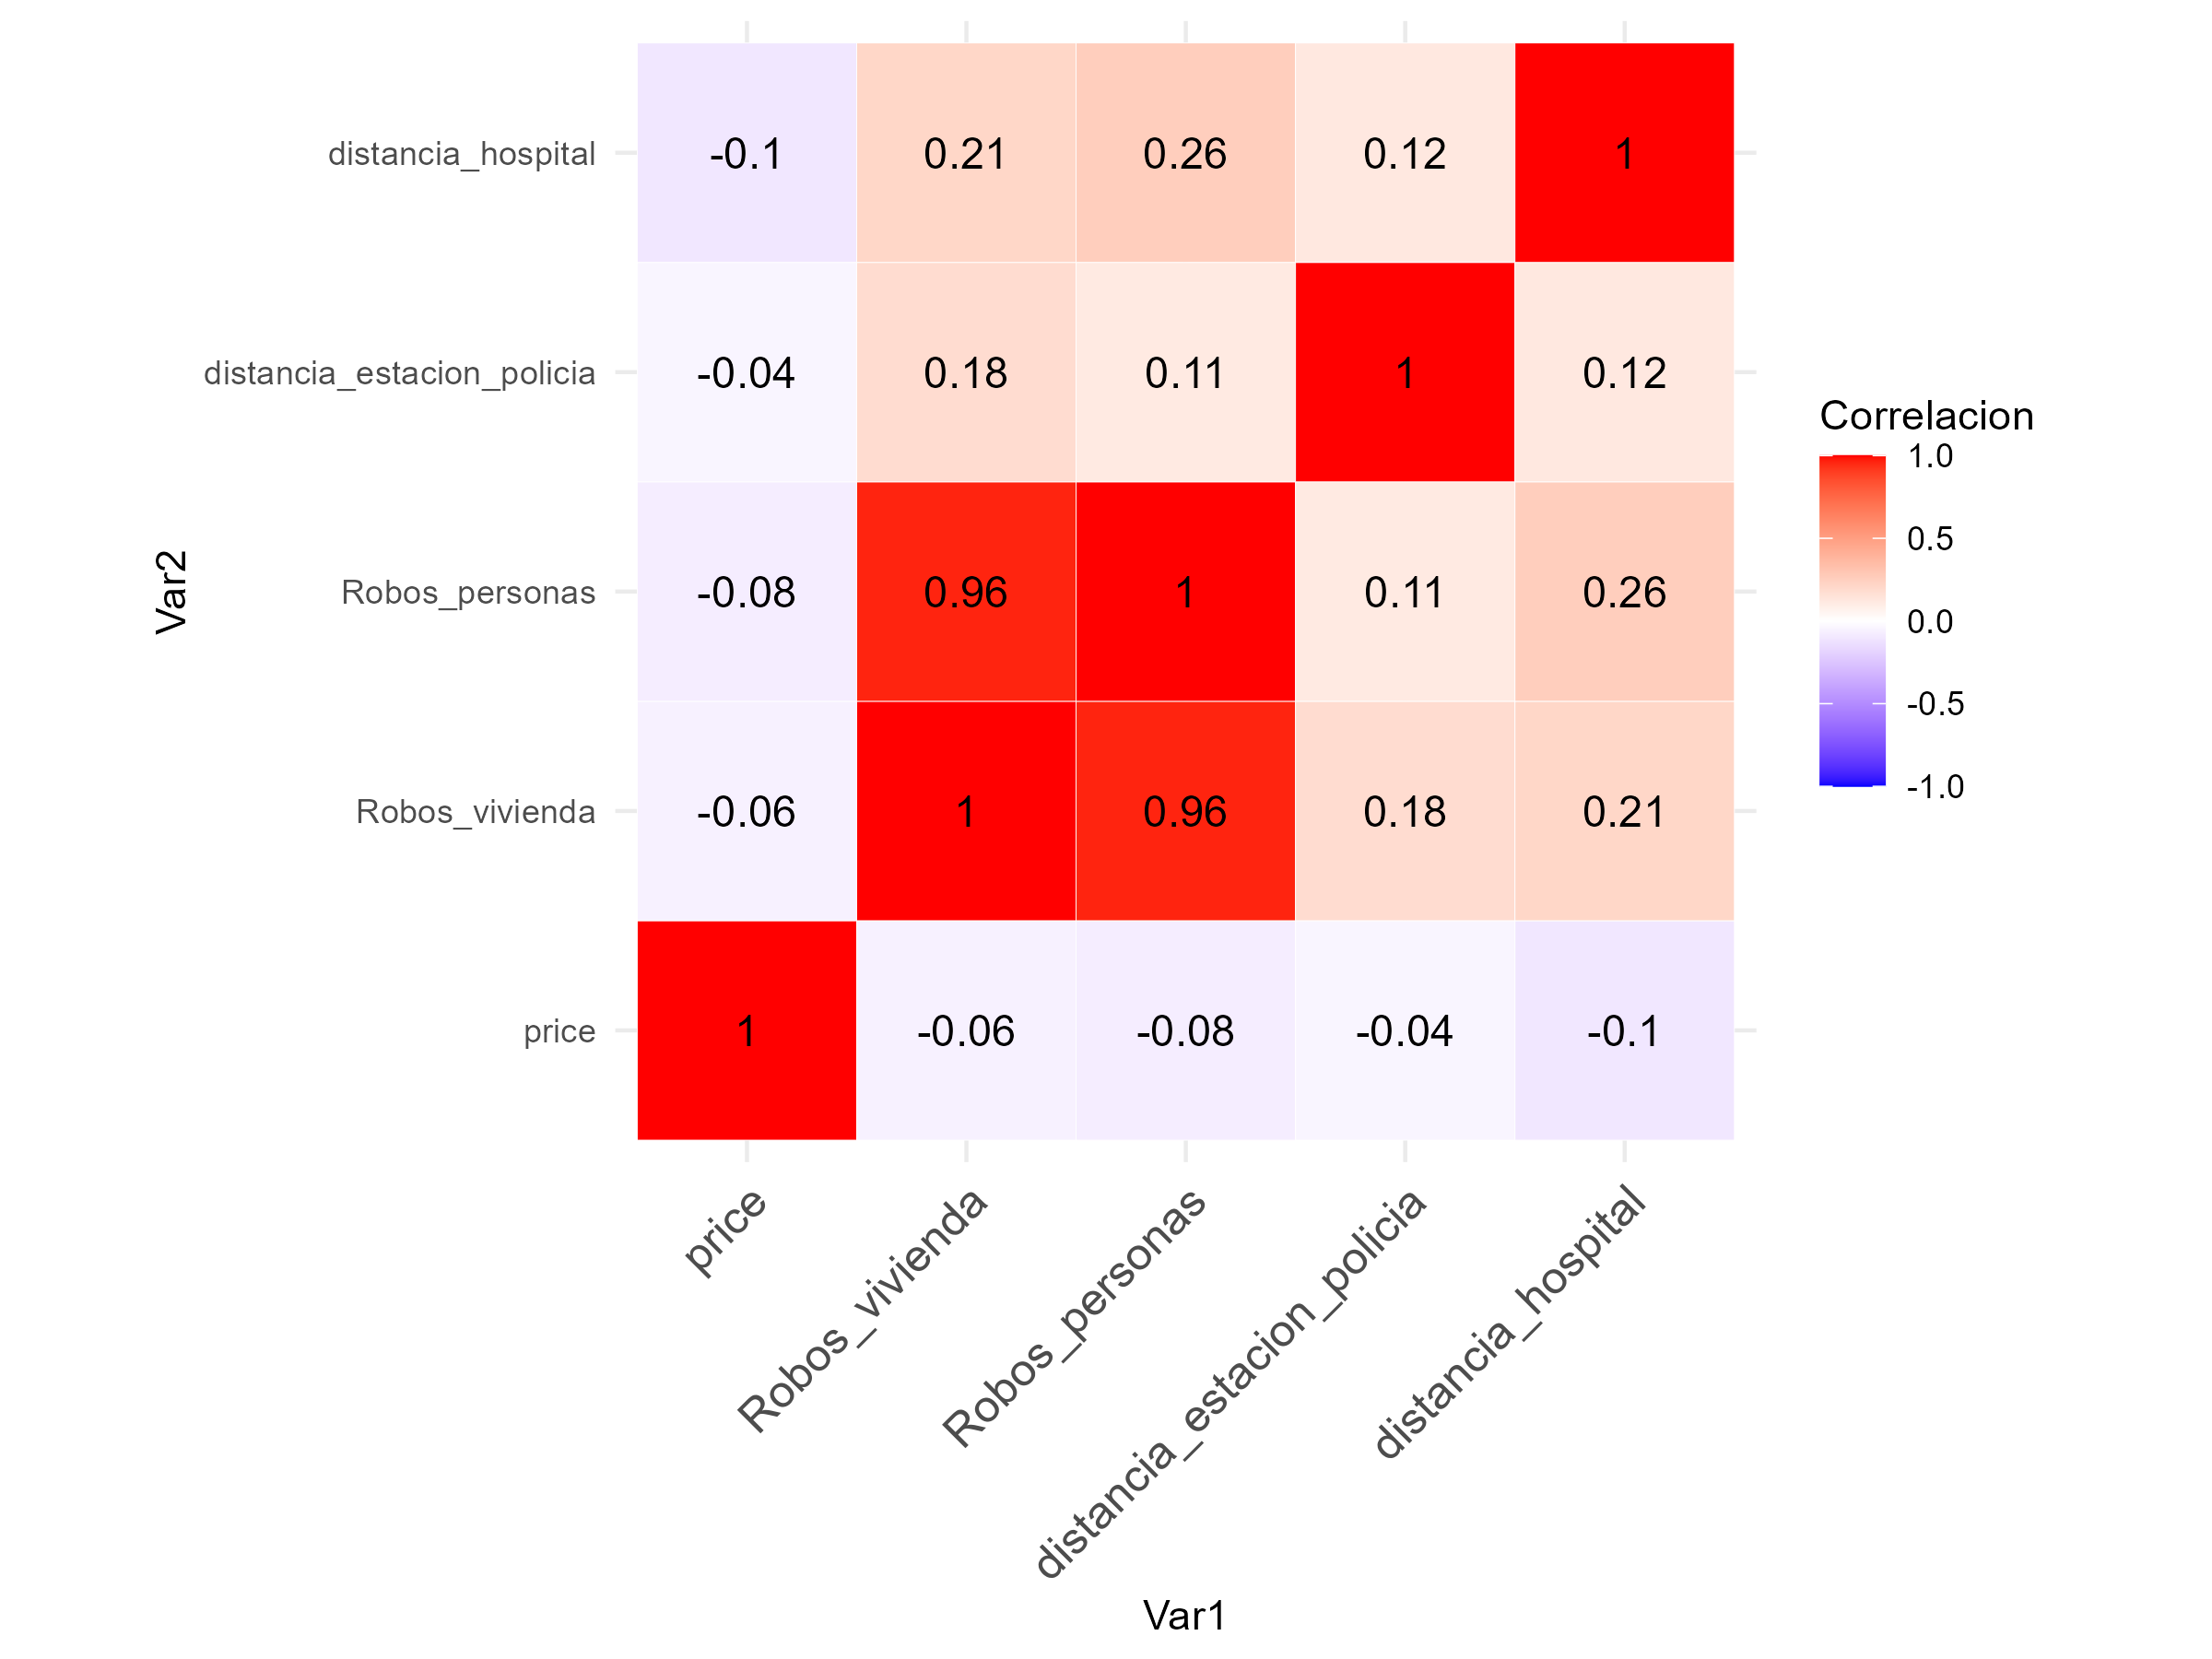 distancia_hospital -0.1 0.21 0.26 0.12 1
distancia_estacion_policia -0.04 0.18 0.11 1 0.12
Robos_personas -0.08 0.96 1 0.11 0.26
Robos_vivienda -0.06 1 0.96 0.18 0.21
price 1 -0.06 -0.08 -0.04 -0.1
Var2
price
Robos_vivienda
Robos_personas
distancia_estacion_policia
distancia_hospital
Var1
Correlacion
1.0
0.5
0.0
-0.5
-1.0